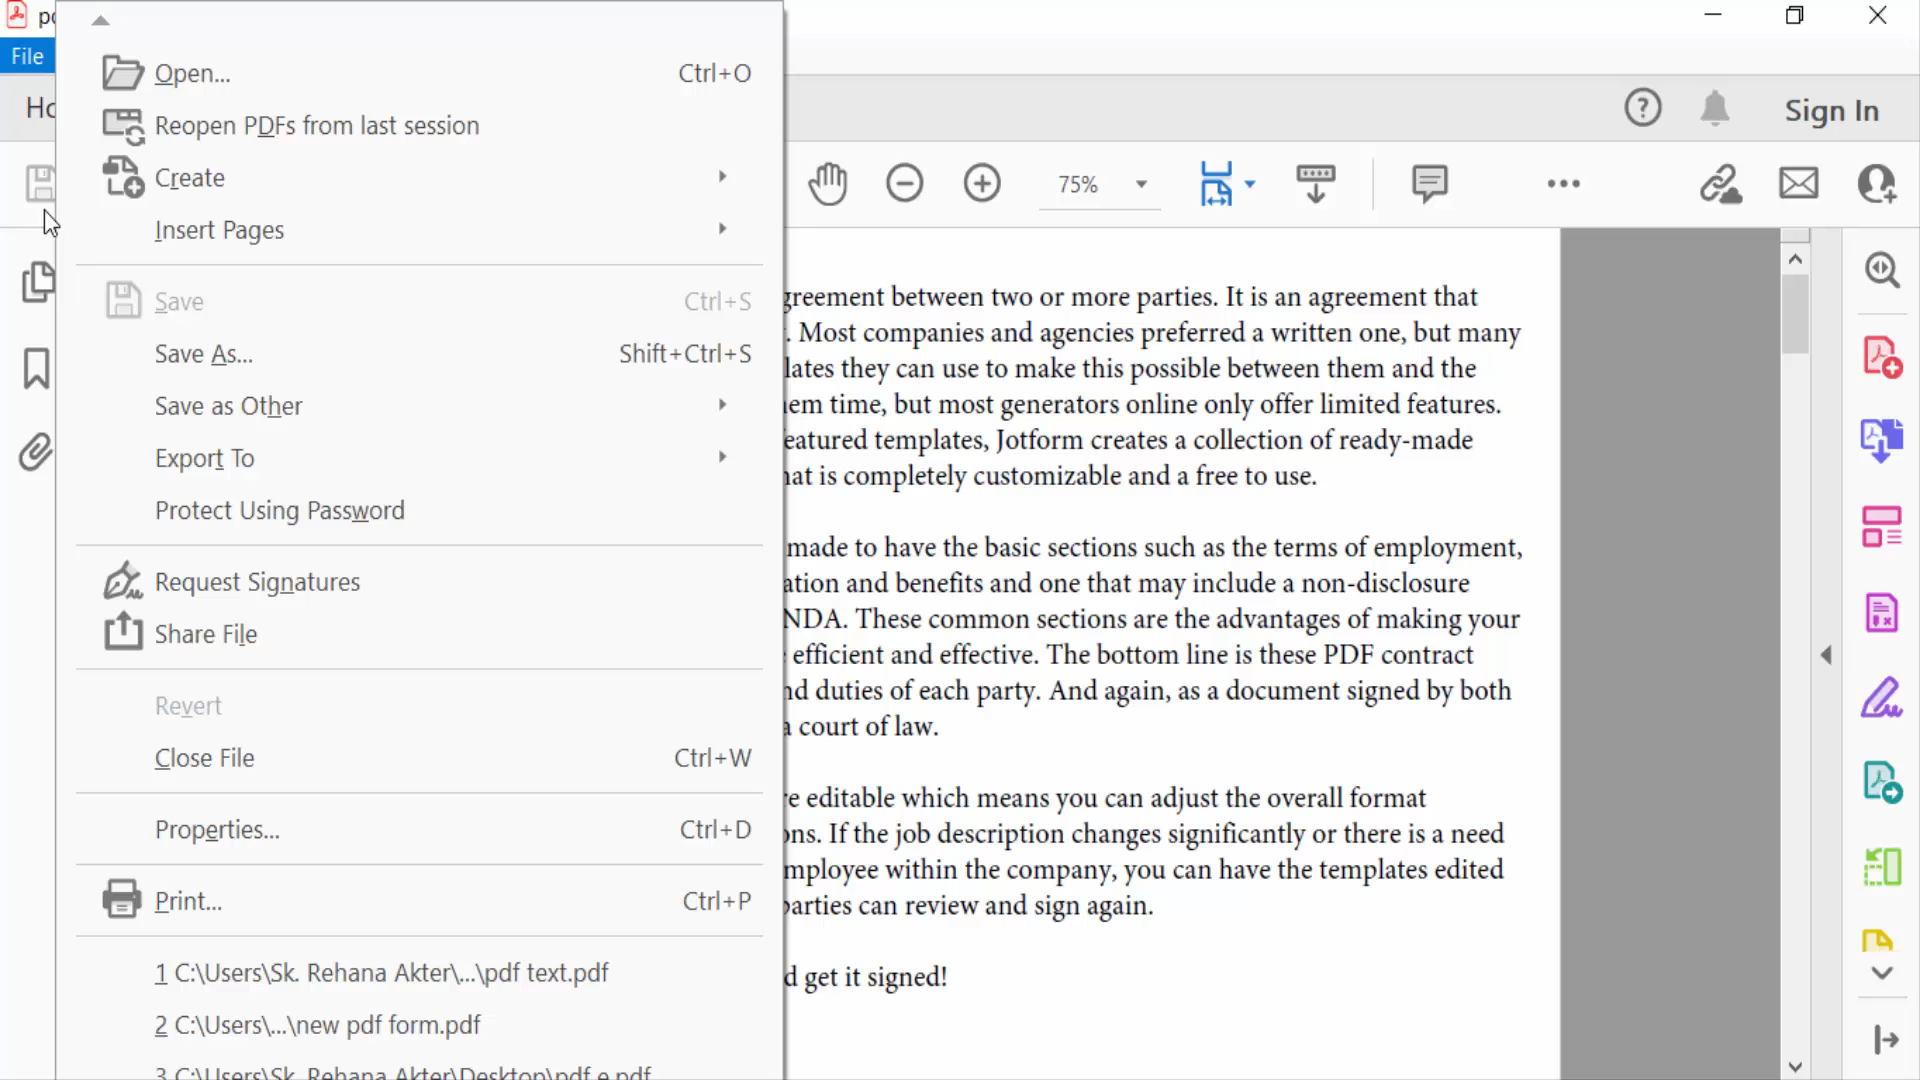 File
Open... Ctrl+O
Reopen PDFs from last session
Sign In
Create
75%
Insert Pages
Save Ctrl+S
Save As... Shift+Ctrl+S
Save as Other
Export To
Protect Using Password
Request Signatures
Share File
Revert
Close File Ctrl+W
Properties... Ctrl+D
Print... Ctrl+P
1 C:\Users\Sk. Rehana Akter\...\pdf text.pdf
2 C:\Users\...\new pdf form.pdf
3 C:\Users\Sk. Rehana Akter\Desktop\pdf e.pdf
between two or more parties. It is an agreement that
. Most companies and agencies preferred a written one, but many
they can use to make this possible between them and the
time, but most generators online only offer limited features.
templates, Jotform creates a collection of ready-made
is completely customizable and a free to use.
made to have the basic sections such as the terms of employment,
and benefits and one that may include a non-disclosure
NDA. These common sections are the advantages of making your
efficient and effective. The bottom line is these PDF contract
duties of each party. And again, as a document signed by both
a court of law.
editable which means you can adjust the overall format
If the job description changes significantly or there is a need
within the company, you can have the templates edited
parties can review and sign again.
get it signed!